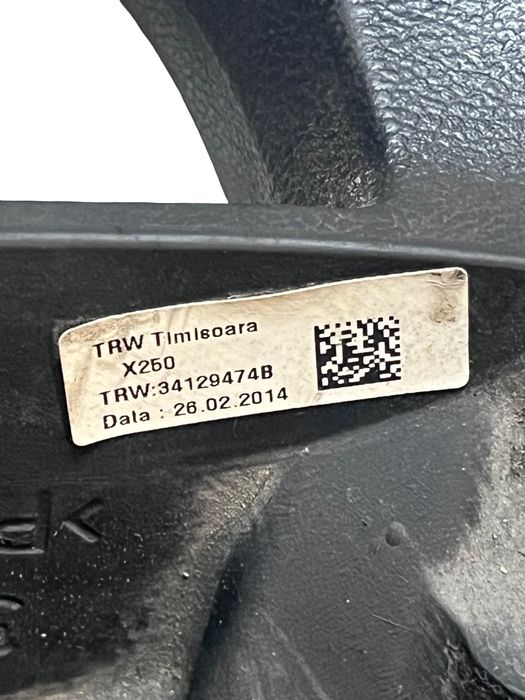 TRW Timisoara
X250
TRW:34129474B
Data : 26.02.2014